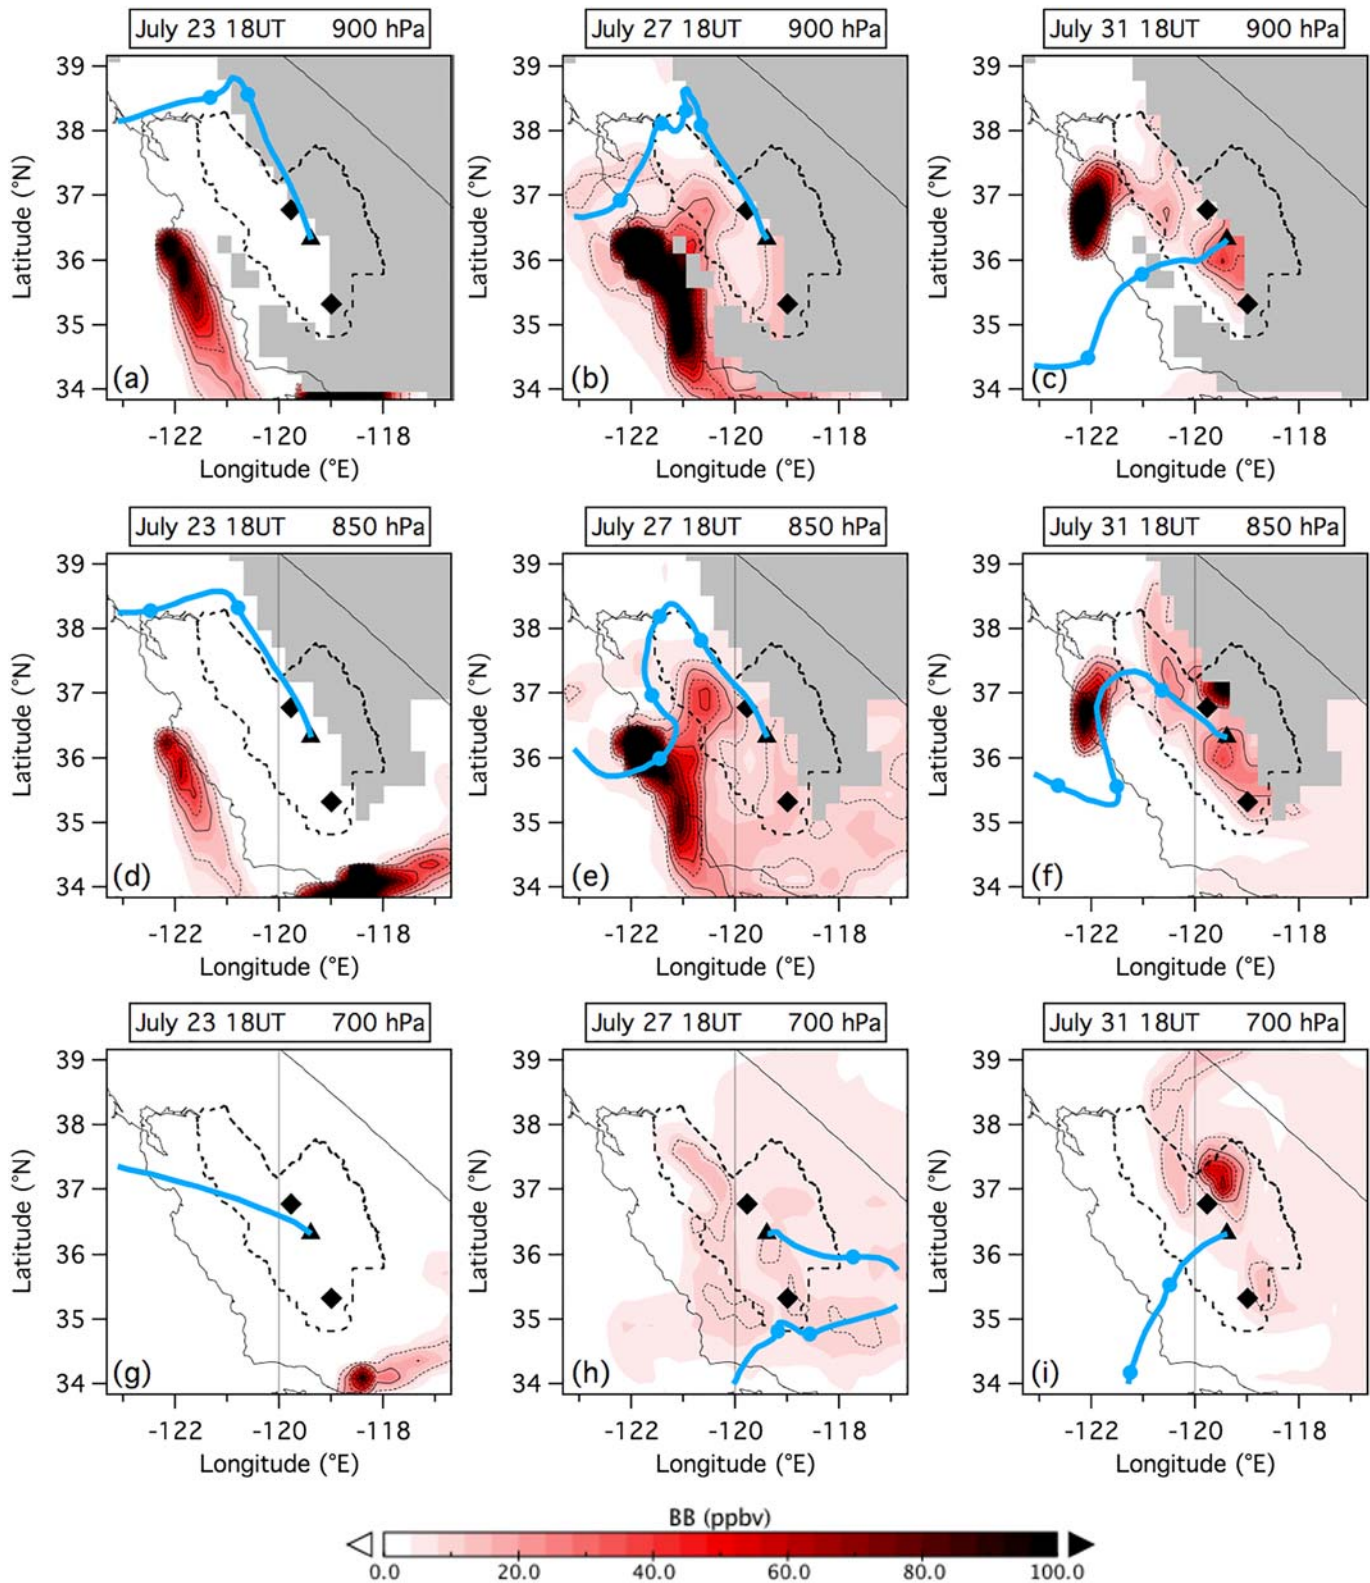 July 23 18UT 900 hPa
July 27 18UT 900 hPa
July 31 18UT 900 hPa
39
38
37
36
35
34
Latitude (°N)
(a)
-122
-120
-118
Longitude (°E)
39
38
37
36
35
34
Latitude (°N)
(b)
-122
-120
-118
Longitude (°E)
39
38
37
36
35
34
Latitude (°N)
(c)
-122
-120
-118
Longitude (°E)
July 23 18UT 850 hPa
July 27 18UT 850 hPa
July 31 18UT 850 hPa
39
38
37
36
35
34
Latitude (°N)
(d)
-122
-120
-118
Longitude (°E)
39
38
37
36
35
34
Latitude (°N)
(e)
-122
-120
-118
Longitude (°E)
39
38
37
36
35
34
Latitude (°N)
(f)
-122
-120
-118
Longitude (°E)
July 23 18UT 700 hPa
July 27 18UT 700 hPa
July 31 18UT 700 hPa
39
38
37
36
35
34
Latitude (°N)
(g)
-122
-120
-118
Longitude (°E)
39
38
37
36
35
34
Latitude (°N)
(h)
-122
-120
-118
Longitude (°E)
39
38
37
36
35
34
Latitude (°N)
(i)
-122
-120
-118
Longitude (°E)
BB (ppbv)
0.0 20.0 40.0 60.0 80.0 100.0